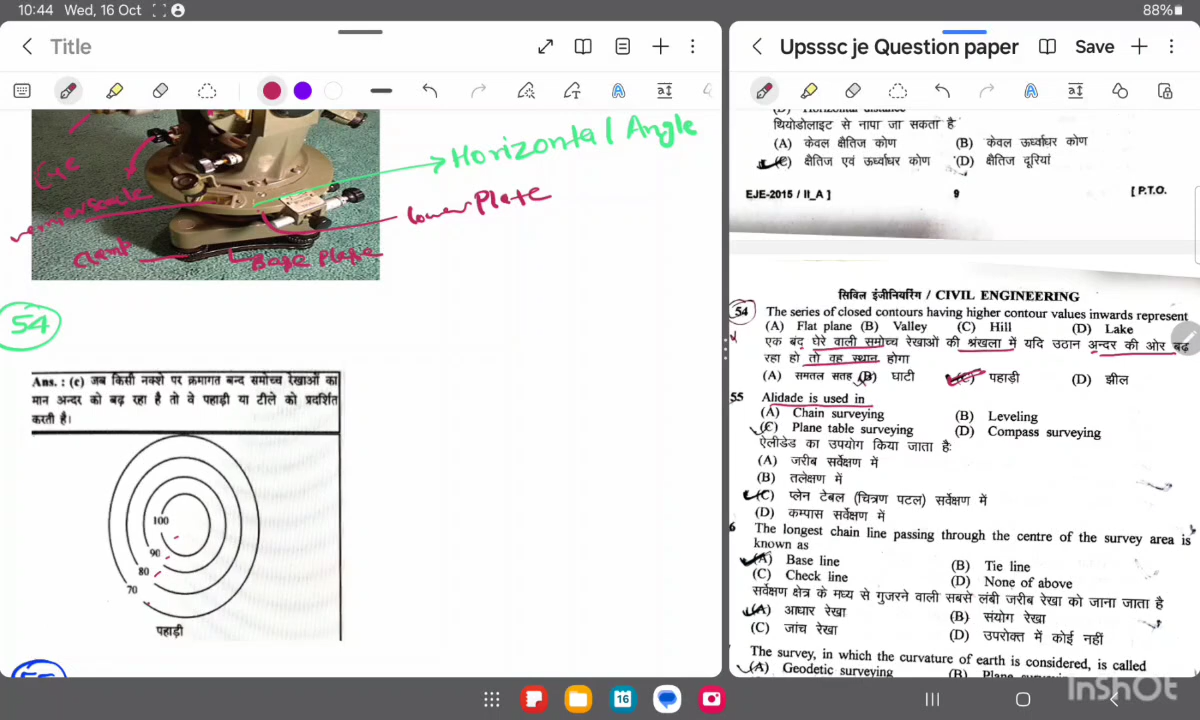 10:44 Wed, 16 Oct
88%
Title
Eye
vernier scale
clamp
Base plate
Horizontal Angle
lower Plate
54
Ans. : (c) जब किसी नक्शे पर क्रमागत बन्द समोच्च रेखाओं का
मान अन्दर को बढ़ रहा है तो वे पहाड़ी या टीले को प्रदर्शित
करती है।
100
90
80
70
पहाड़ी
55
Upsssc je Question paper
Save
(D) Horizontal distance
थियोडोलाइट से नापा जा सकता है
(A) केवल क्षैतिज कोण (B) केवल ऊर्ध्वाधर कोण
(C) क्षैतिज एवं ऊर्ध्वाधर कोण (D) क्षैतिज दूरियां
EJE-2015 / II_A ] 9 [ P.T.O.
सिविल इंजीनियरिंग / CIVIL ENGINEERING
54 The series of closed contours having higher contour values inwards represent
(A) Flat plane (B) Valley (C) Hill (D) Lake
एक बंद घेरे वाली समोच्च रेखाओं की श्रंखला में यदि उठान अन्दर की ओर बढ़
रहा हो तो वह स्थान होगा
(A) समतल सतह (B) घाटी (C) पहाड़ी (D) झील
55 Alidade is used in
(A) Chain surveying (B) Leveling
(C) Plane table surveying (D) Compass surveying
ऐलीडेड का उपयोग किया जाता है:
(A) जरीब सर्वेक्षण में
(B) तलेक्षण में
(C) प्लेन टेबल (चित्रण पटल) सर्वेक्षण में
(D) कम्पास सर्वेक्षण में
6 The longest chain line passing through the centre of the survey area is
known as
(A) Base line (B) Tie line
(C) Check line (D) None of above
सर्वेक्षण क्षेत्र के मध्य से गुजरने वाली सबसे लंबी जरीब रेखा को जाना जाता है
(A) आधार रेखा (B) संयोग रेखा
(C) जांच रेखा (D) उपरोक्त में कोई नहीं
The survey, in which the curvature of earth is considered, is called
(A) Geodetic surveying (B) Plane
16
InShOt